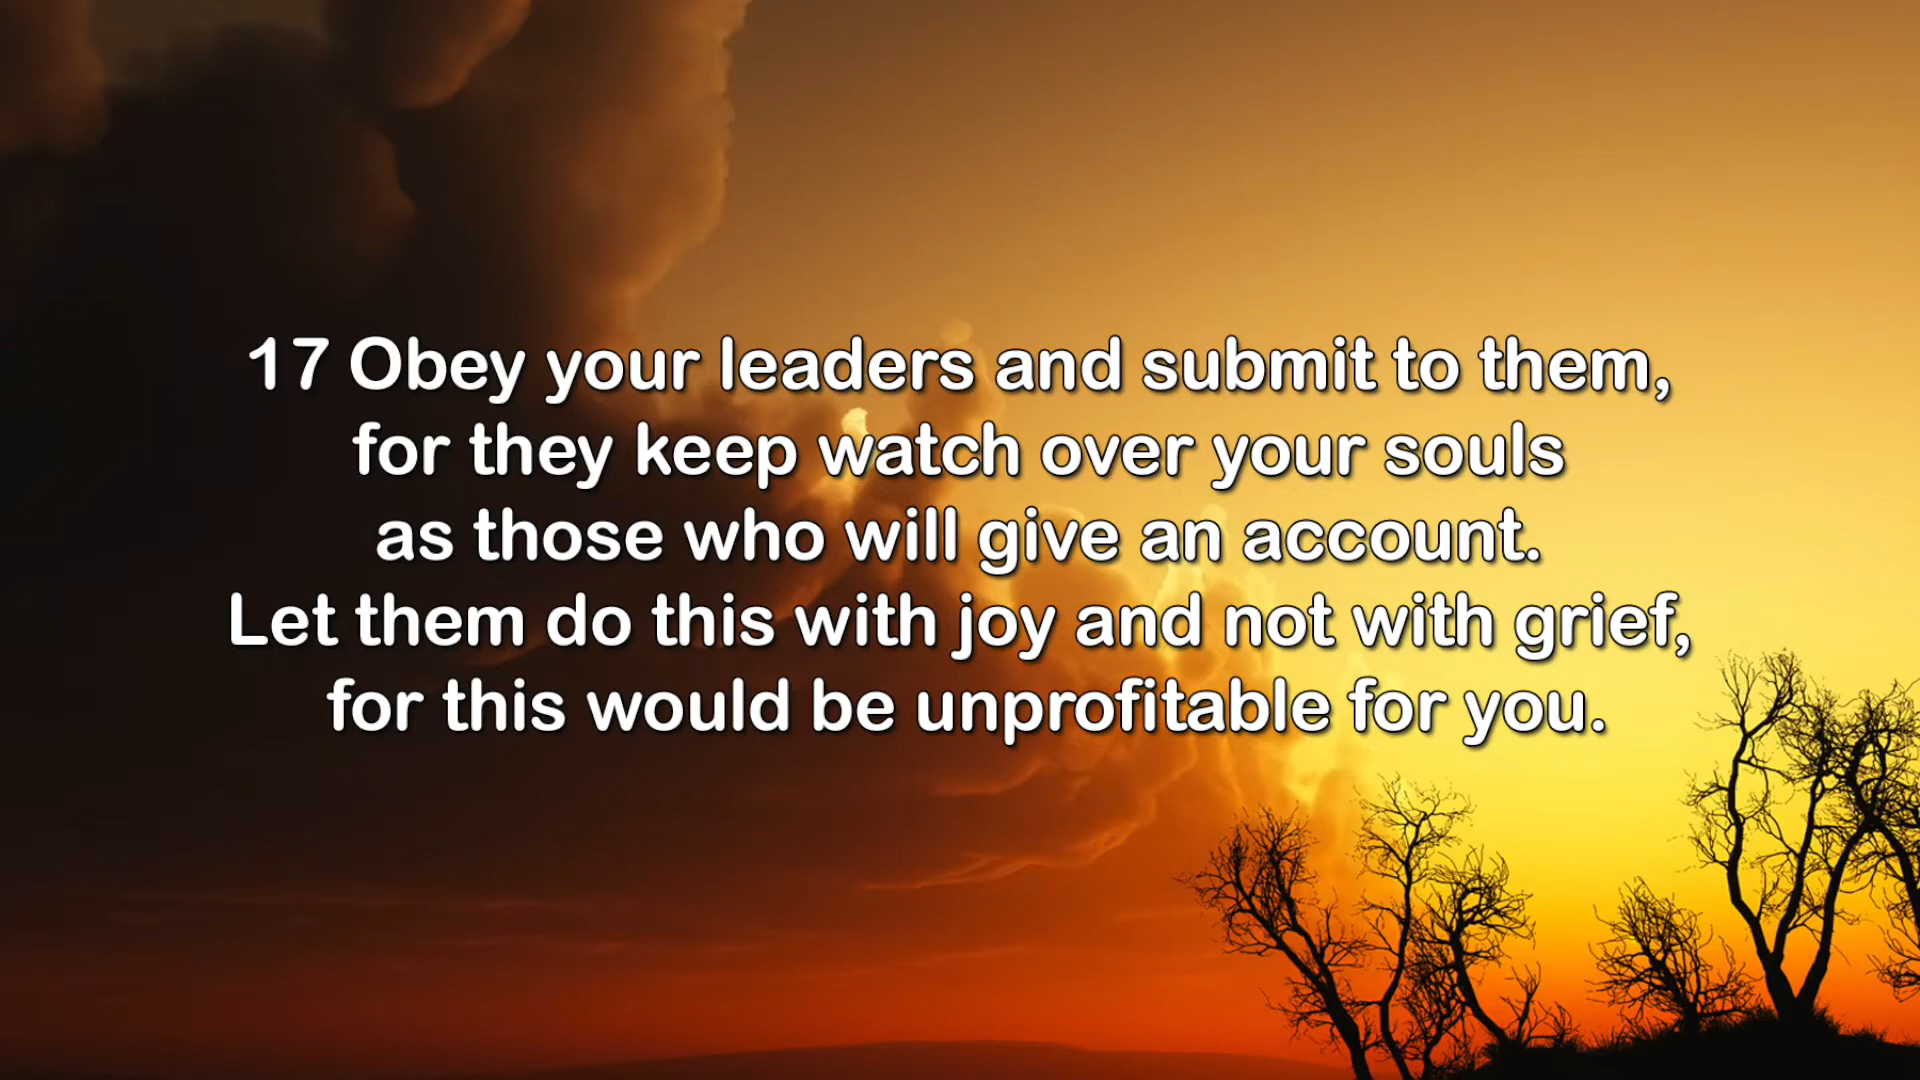 17 Obey your leaders and submit to them,
for they keep watch over your souls
as those who will give an account.
Let them do this with joy and not with grief,
for this would be unprofitable for you.